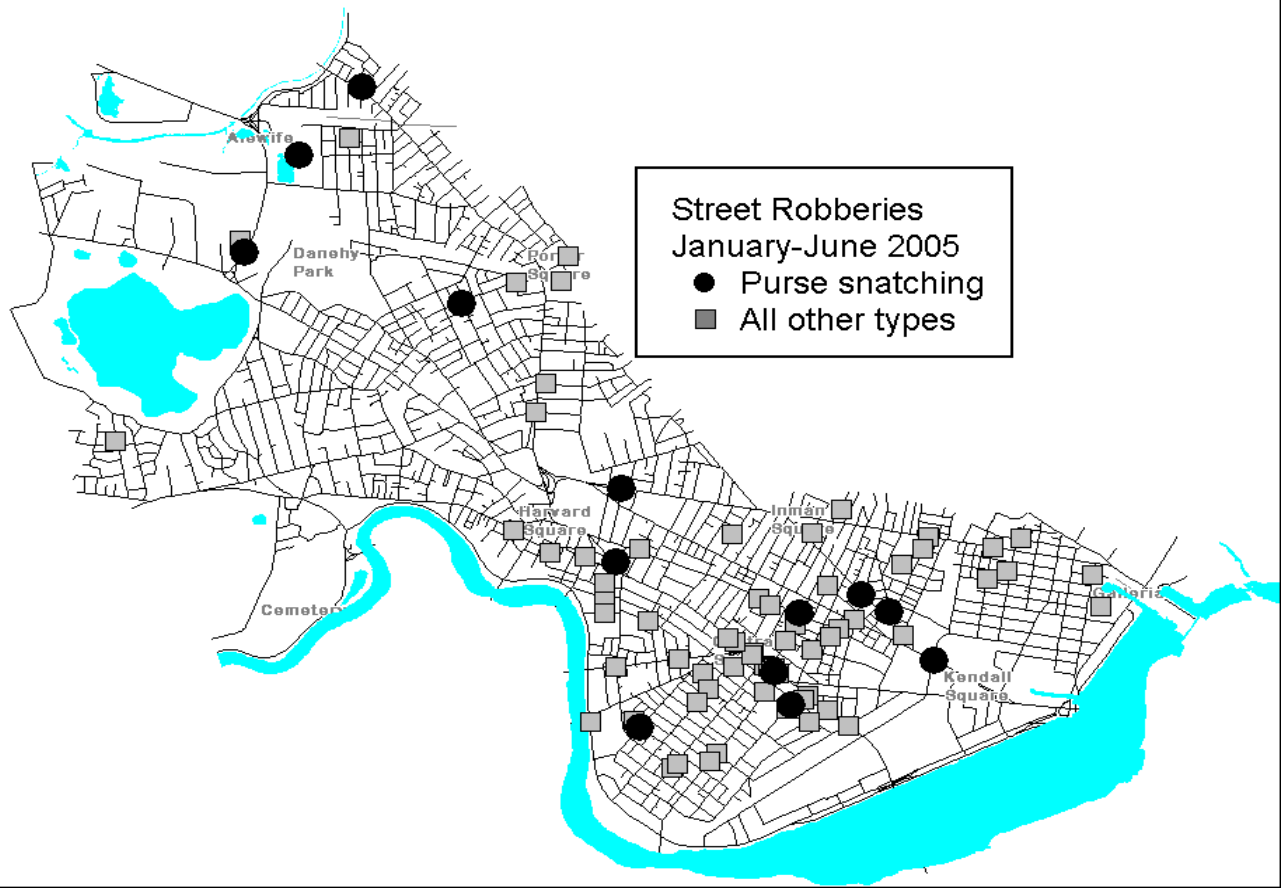 Alewife
Street Robberies
January-June 2005
Purse snatching
All other types
Danehy
Park
Square
Harvard
Square
Inman
Square
Galleria
Cemetery
Kendall
Square